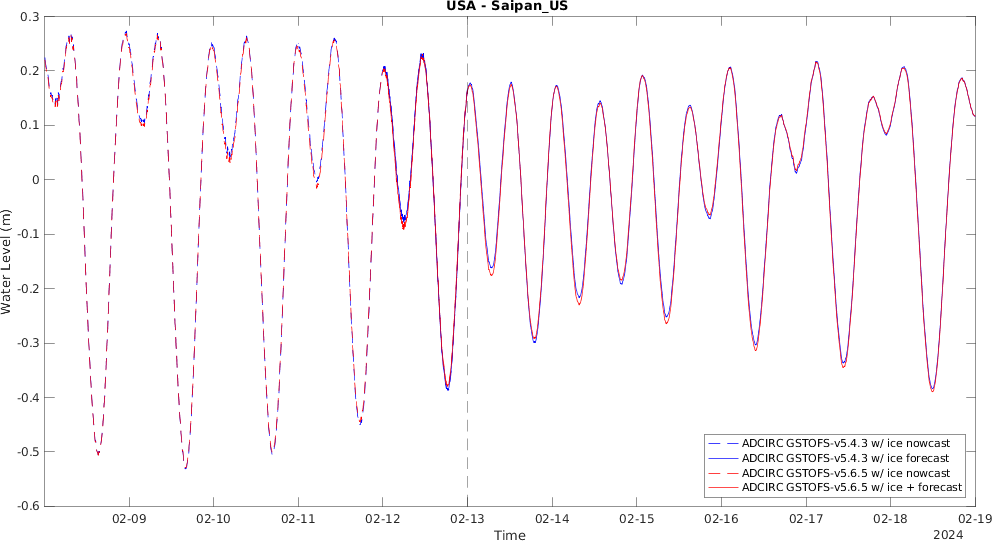 USA - Saipan_US
0.3
0.2
0.1
0
-0.1
-0.2
-0.3
-0.4
-0.5
-0.6
Water Level (m)
02-09 02-10 02-11 02-12 02-13 02-14 02-15 02-16 02-17 02-18 02-19
Time
2024
ADCIRC GSTOFS-v5.4.3 w/ ice nowcast
ADCIRC GSTOFS-v5.4.3 w/ ice forecast
ADCIRC GSTOFS-v5.6.5 w/ ice nowcast
ADCIRC GSTOFS-v5.6.5 w/ ice + forecast